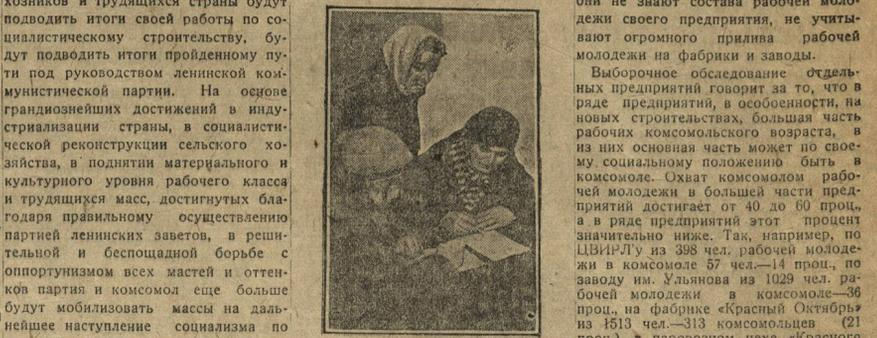 хозников и трудящихся страны будут
подводить итоги своей работы по со-
циалистическому строительству, бу-
дут подводить итоги пройденному пу-
ти под руководством ленинской ком-
мунистической партии. На основе
грандиознейших достижений в инду-
стриализации страны, в социалисти-
ческой реконструкции сельского хо-
зяйства, в поднятии материального и
культурного уровня рабочего класса
и трудящихся масс, достигнутых бла-
годаря правильному осуществлению
партией ленинских заветов, в реши-
тельной и беспощадной борьбе с
оппортунизмом всех мастей и оттен-
ков партия и комсомол еще больше
будут мобилизовать массы на даль-
нейшее наступление социализма по
они не знают состава рабочей моло-
дежи своего предприятия, не учиты-
вают огромного прилива рабочей
молодежи на фабрики и заводы.
Выборочное обследование отдель-
ных предприятий говорит за то, что в
ряде предприятий, в особенности, на
новых строительствах, большая часть
рабочих комсомольского возраста, и
из них основная часть может по свое-
му социальному положению быть в
комсомоле. Охват комсомолом рабо-
чей молодежи в большей части пред-
приятий достигает от 40 до 60 проц.,
а в ряде предприятий этот процент
значительно ниже. Так, например, по
ЦВИРЛ'у из 398 чел. рабочей молоде-
жи в комсомоле 57 чел.—14 проц., по
заводу им. Ульянова из 1029 чел. ра-
бочей молодежи в комсомоле—36
проц., на фабрике «Красный Октябрь»
из 1513 чел.—313 комсомольцев (21